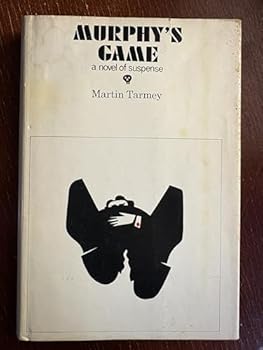 MURPHY'S
GAME
a novel of suspense
Martin Tarmey